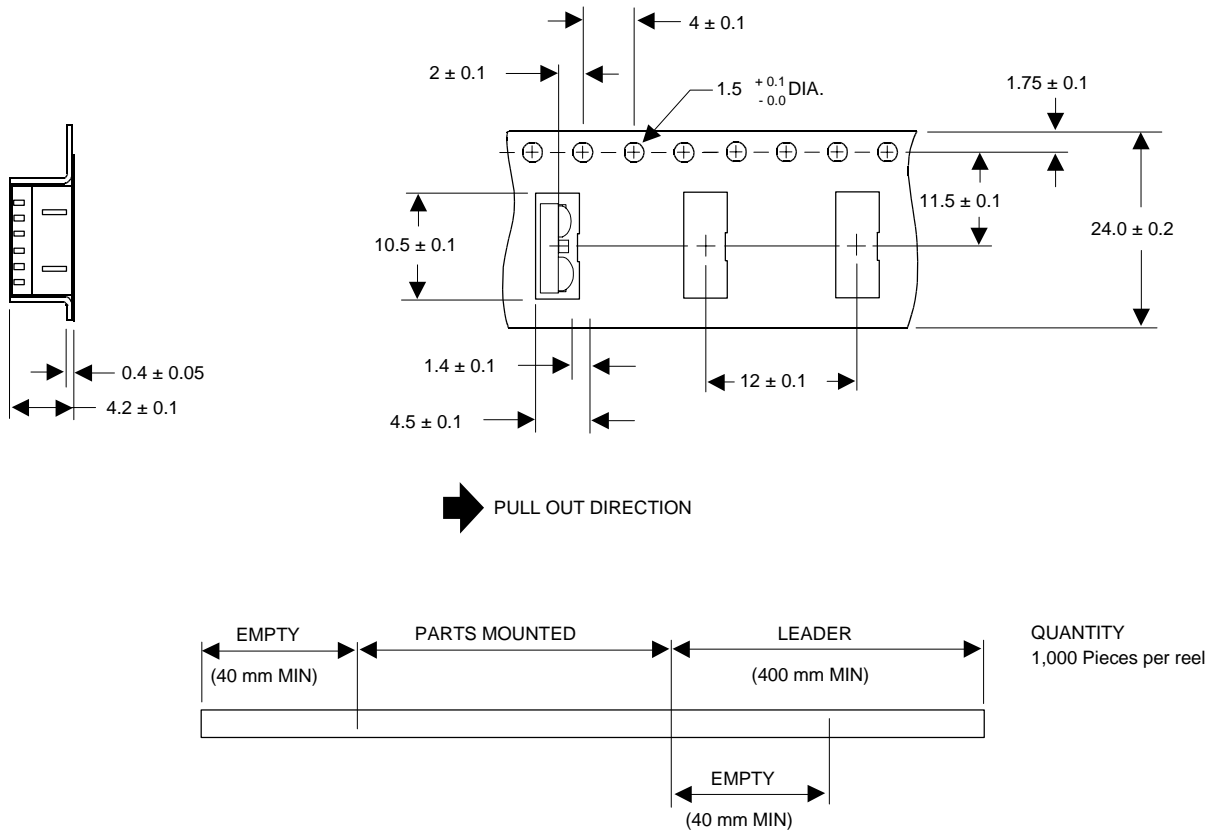 4 ± 0.1
2 ± 0.1
1.5 + 0.1 - 0.0 DIA.
1.75 ± 0.1
11.5 ± 0.1
24.0 ± 0.2
10.5 ± 0.1
0.4 ± 0.05
4.2 ± 0.1
1.4 ± 0.1
12 ± 0.1
4.5 ± 0.1
PULL OUT DIRECTION
EMPTY
(40 mm MIN)
PARTS MOUNTED
LEADER
(400 mm MIN)
QUANTITY
1,000 Pieces per reel
EMPTY
(40 mm MIN)